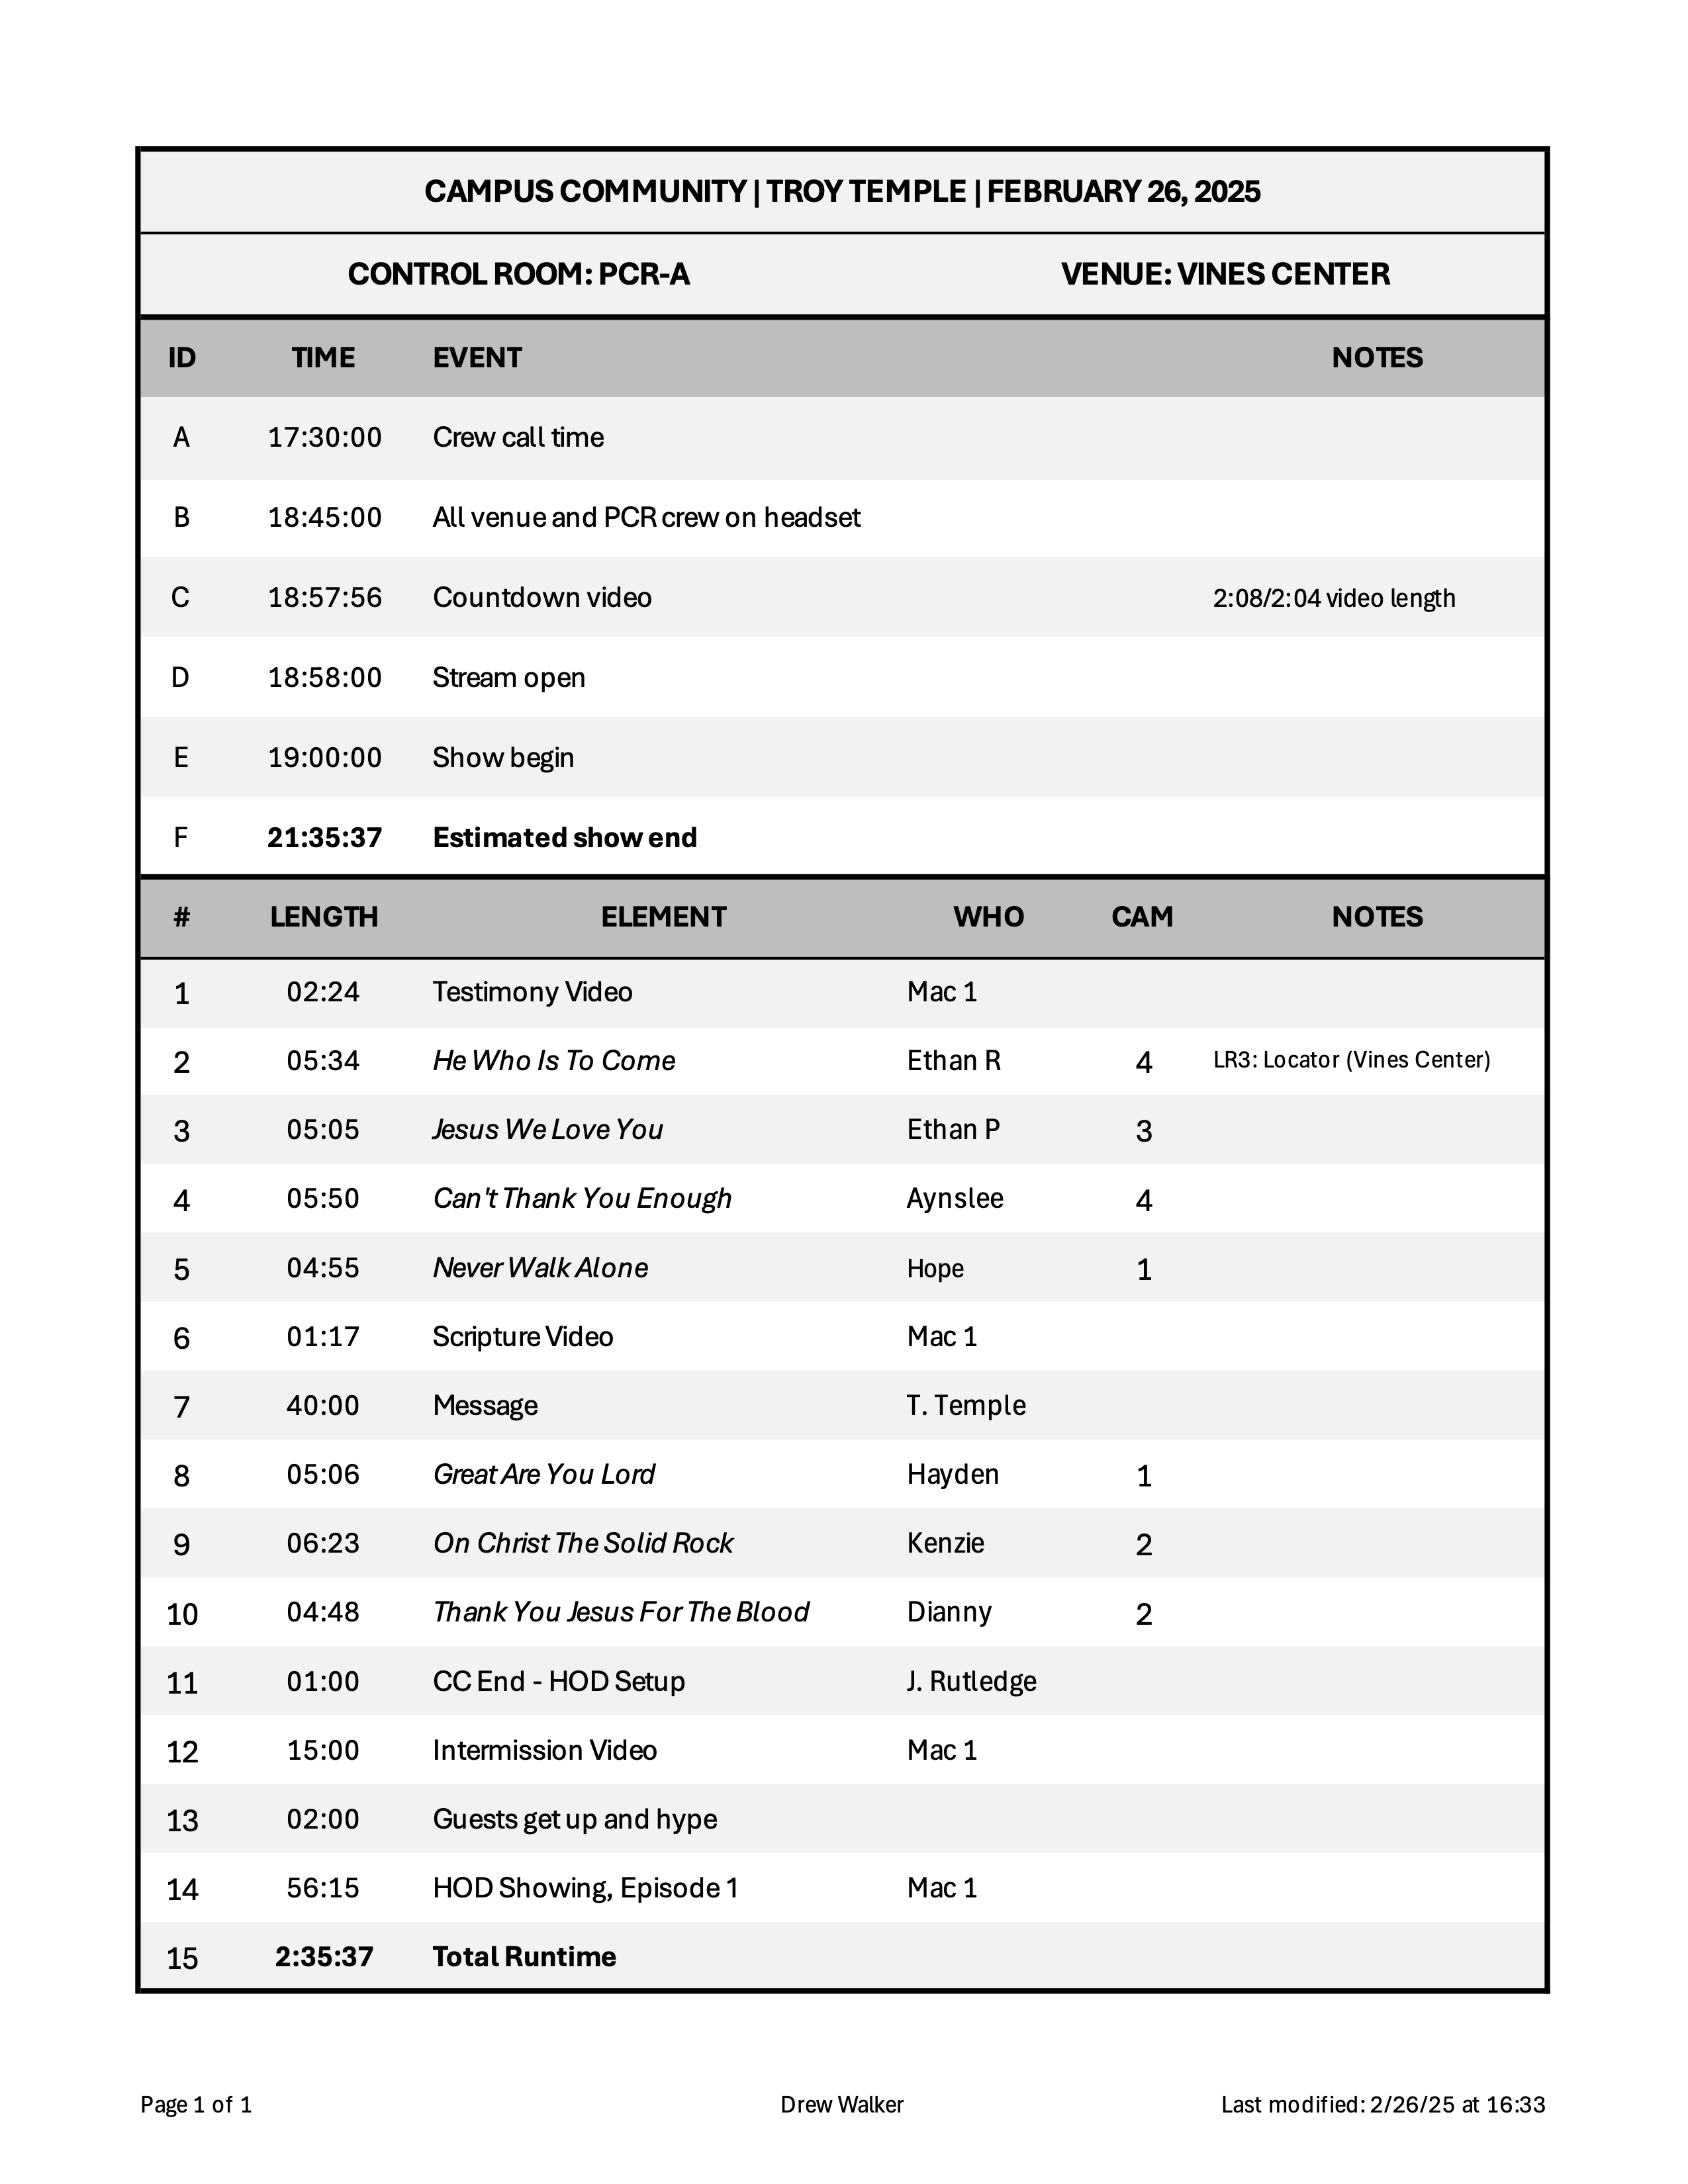 CAMPUS COMMUNITY | TROY TEMPLE | FEBRUARY 26, 2025
CONTROL ROOM: PCR-A VENUE: VINES CENTER
ID TIME EVENT NOTES
A 17:30:00 Crew call time
B 18:45:00 All venue and PCR crew on headset
C 18:57:56 Countdown video 2:08/2:04 video length
D 18:58:00 Stream open
E 19:00:00 Show begin
F 21:35:37 Estimated show end
# LENGTH ELEMENT WHO CAM NOTES
1 02:24 Testimony Video Mac 1
2 05:34 He Who Is To Come Ethan R 4 LR3: Locator (Vines Center)
3 05:05 Jesus We Love You Ethan P 3
4 05:50 Can't Thank You Enough Aynslee 4
5 04:55 Never Walk Alone Hope 1
6 01:17 Scripture Video Mac 1
7 40:00 Message T. Temple
8 05:06 Great Are You Lord Hayden 1
9 06:23 On Christ The Solid Rock Kenzie 2
10 04:48 Thank You Jesus For The Blood Dianny 2
11 01:00 CC End - HOD Setup J. Rutledge
12 15:00 Intermission Video Mac 1
13 02:00 Guests get up and hype
14 56:15 HOD Showing, Episode 1 Mac 1
15 2:35:37 Total Runtime
Page 1 of 1 Drew Walker Last modified: 2/26/25 at 16:33